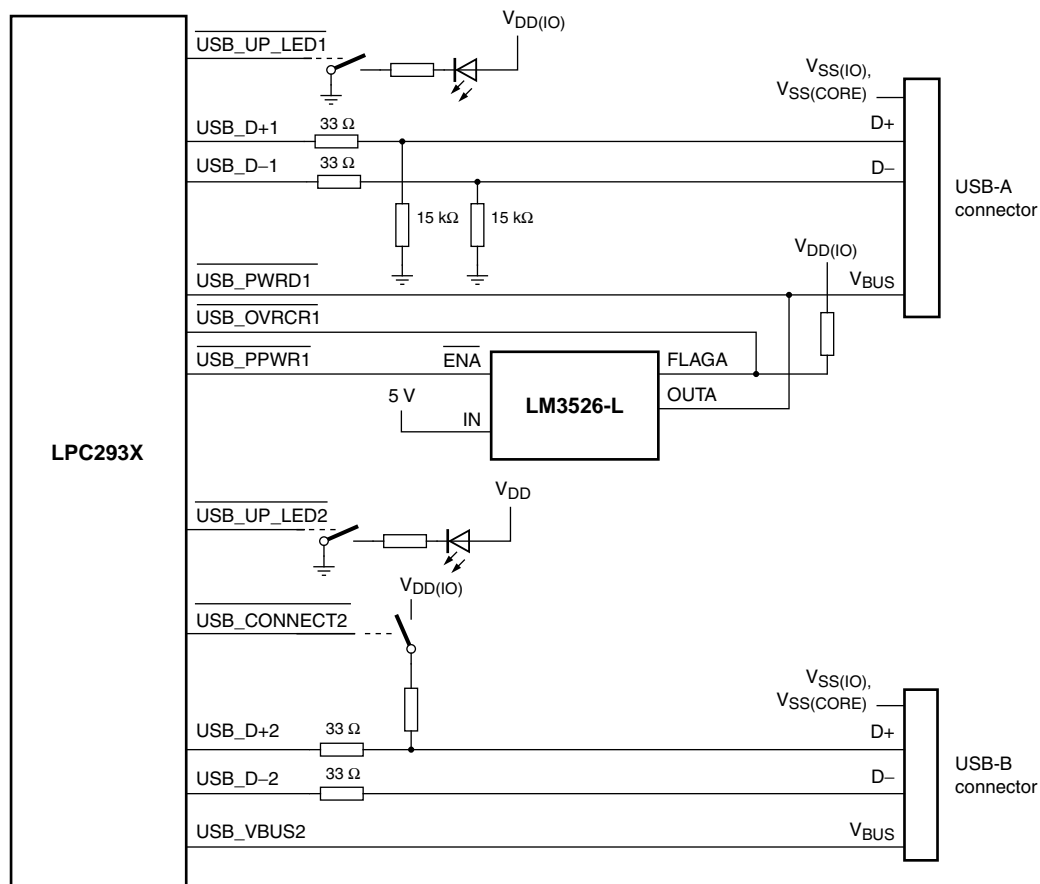 USB_UP_LED1
VDD(IO)
VSS(IO),
VSS(CORE)
USB_D+1
33 Ω
D+
USB_D−1
33 Ω
D−
USB-A
connector
15 kΩ
15 kΩ
VDD(IO)
USB_PWRD1
VBUS
USB_OVRCR1
USB_PPWR1
ENA
FLAGA
5 V
IN
LM3526-L
OUTA
LPC293X
USB_UP_LED2
VDD
VDD(IO)
USB_CONNECT2
VSS(IO),
VSS(CORE)
USB_D+2
33 Ω
D+
USB_D−2
33 Ω
D−
USB-B
connector
USB_VBUS2
VBUS